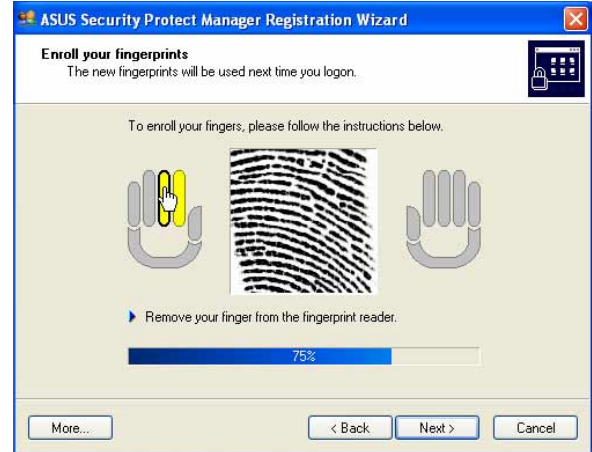 ASUS Security Protect Manager Registration Wizard
Enroll your fingerprints
The new fingerprints will be used next time you logon.
To enroll your fingers, please follow the instructions below.
Remove your finger from the fingerprint reader.
75%
More... < Back Next > Cancel